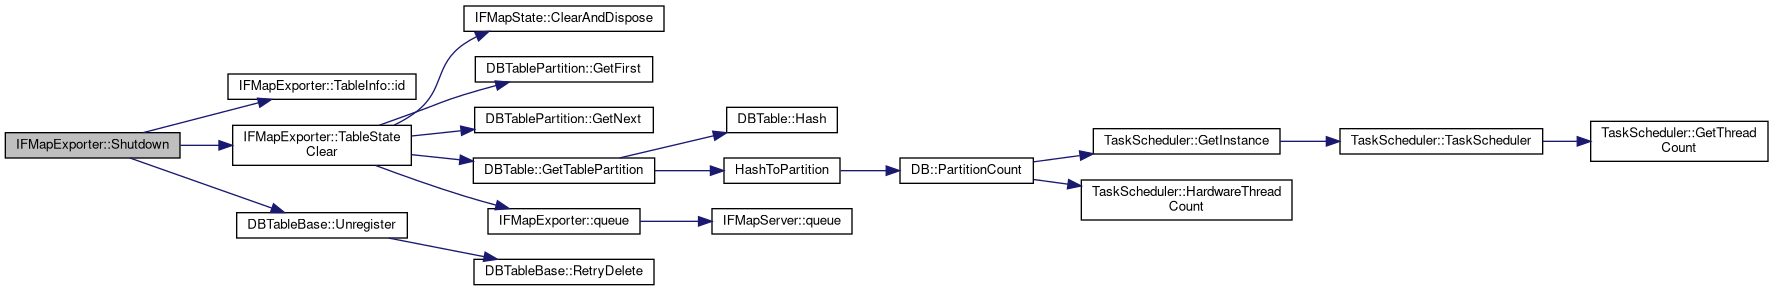 IFMapExporter::Shutdown
IFMapExporter::TableInfo::id
IFMapExporter::TableState
Clear
DBTableBase::Unregister
IFMapState::ClearAndDispose
DBTablePartition::GetFirst
DBTablePartition::GetNext
DBTable::GetTablePartition
IFMapExporter::queue
DBTableBase::RetryDelete
DBTable::Hash
HashToPartition
IFMapServer::queue
DB::PartitionCount
TaskScheduler::GetInstance
TaskScheduler::HardwareThread
Count
TaskScheduler::TaskScheduler
TaskScheduler::GetThread
Count